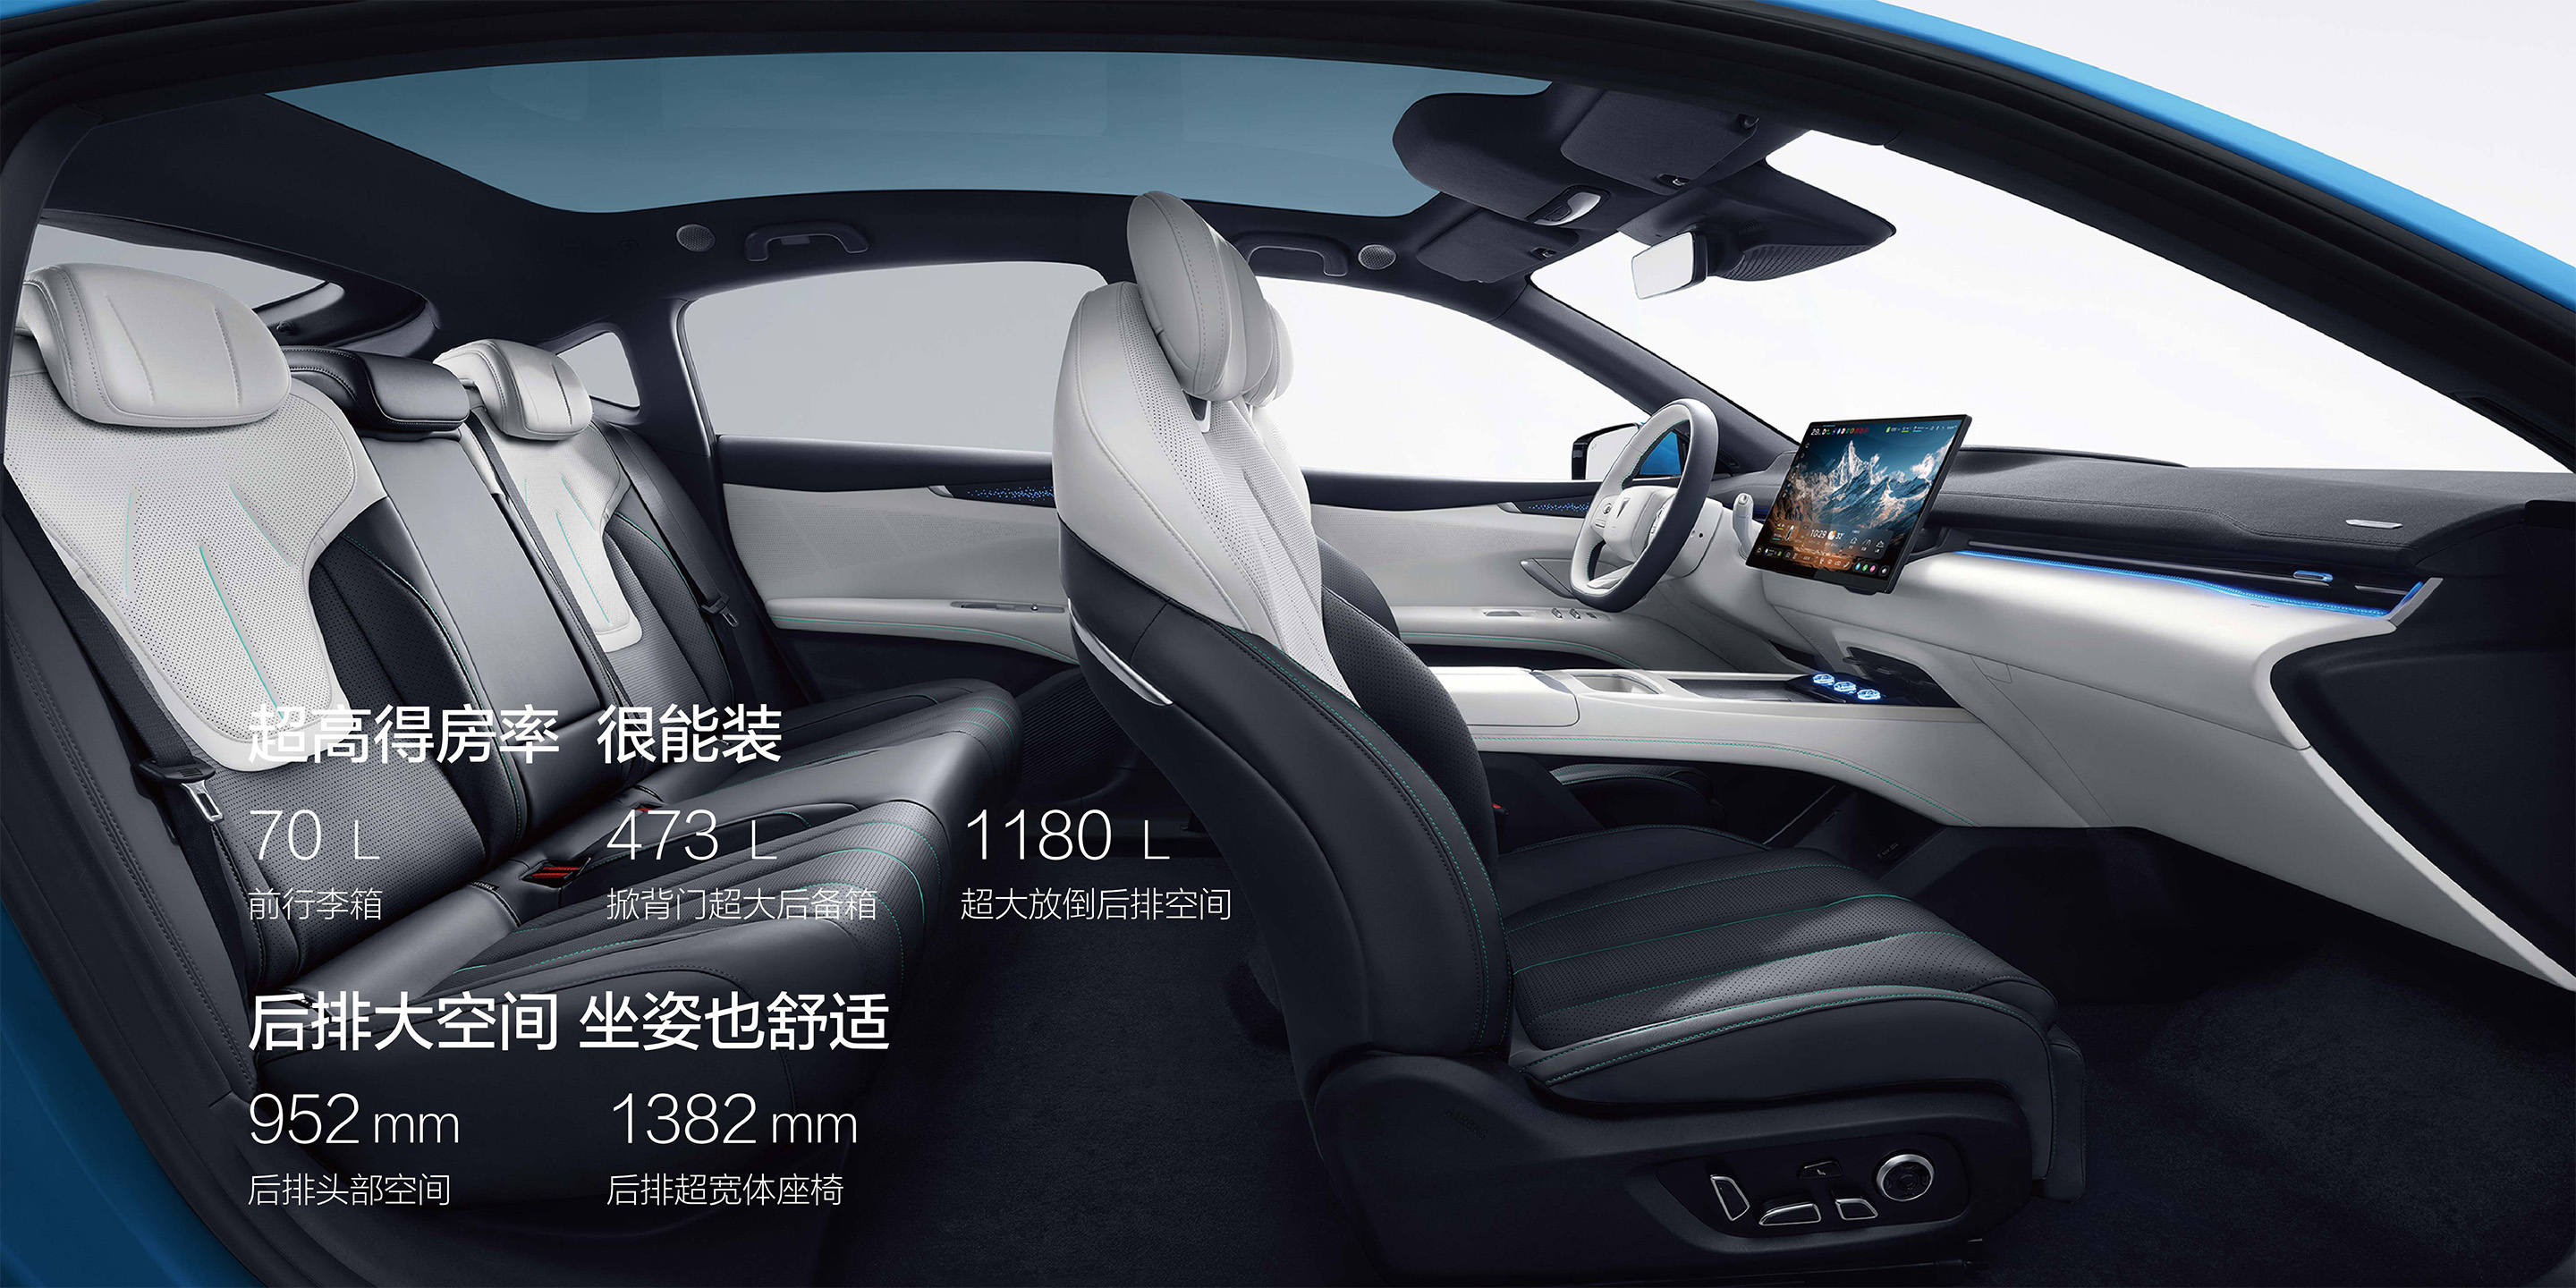 超高得房率 很能装
70 L 473 L 1180 L
前行李箱 掀背门超大后备箱 超大放倒后排空间
后排大空间 坐姿也舒适
952 mm 1382 mm
后排头部空间 后排超宽体座椅